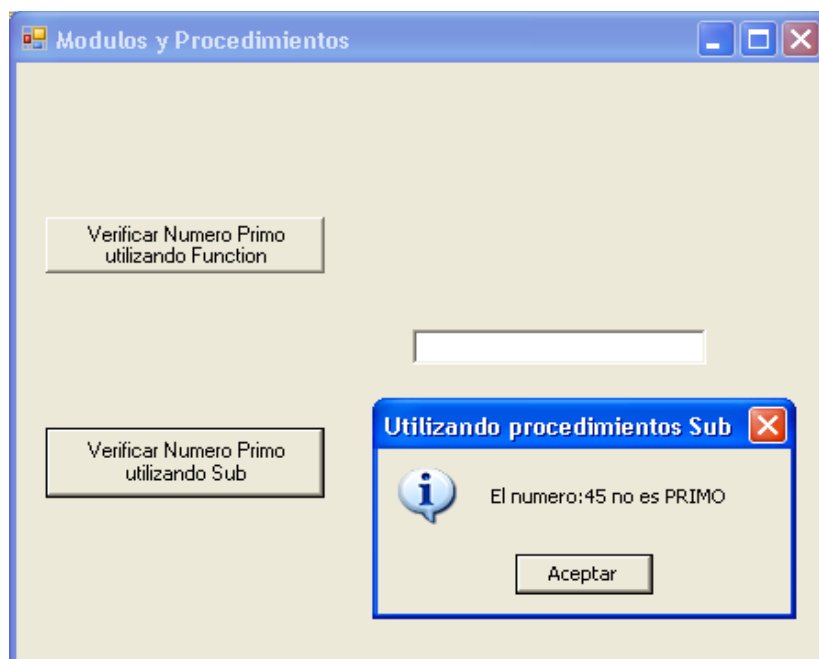 Modulos y Procedimientos
Verificar Numero Primo
utilizando Function
Verificar Numero Primo
utilizando Sub
Utilizando procedimientos Sub
El numero:45 no es PRIMO
Aceptar